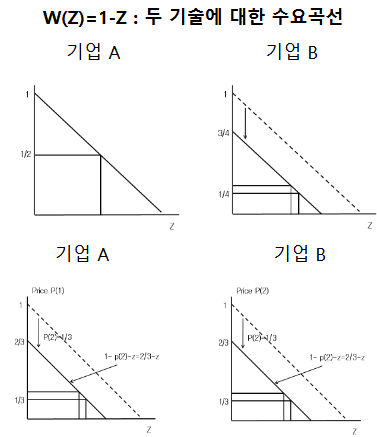 W(Z)=1-Z : 두 기술에 대한 수요곡선
기업 A
기업 B
1
1/2
Z
1
3/4
1/4
Z
기업 A
기업 B
Price P(1)
1
P(2)=1/3
2/3
1- p(2)-z=2/3-z
1/3
Z
Price P(2)
1
P(2)=1/3
2/3
1- p(2)-z=2/3-z
1/3
Z